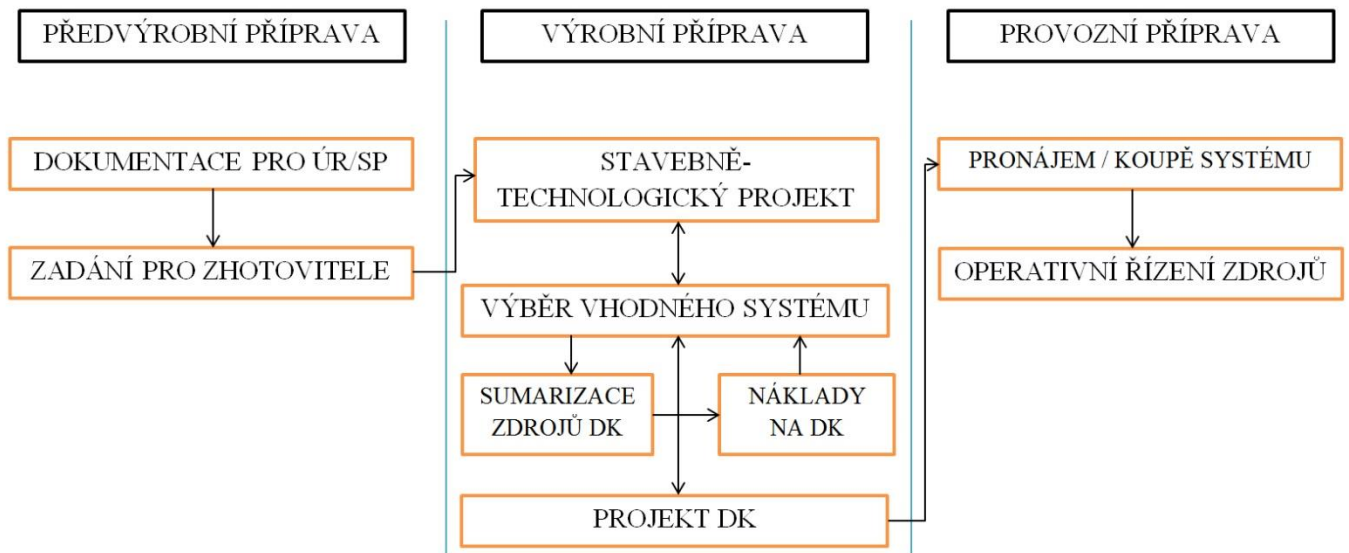 PŘEDVÝROBNÍ PŘÍPRAVA
VÝROBNÍ PŘÍPRAVA
PROVOZNÍ PŘÍPRAVA
DOKUMENTACE PRO ÚR/SP
ZADÁNÍ PRO ZHOTOVITELE
STAVEBNĚ-
TECHNOLOGICKÝ PROJEKT
VÝBĚR VHODNÉHO SYSTÉMU
SUMARIZACE
ZDROJŮ DK
NÁKLADY
NA DK
PROJEKT DK
PRONÁJEM / KOUPĚ SYSTÉMU
OPERATIVNÍ ŘÍZENÍ ZDROJŮ